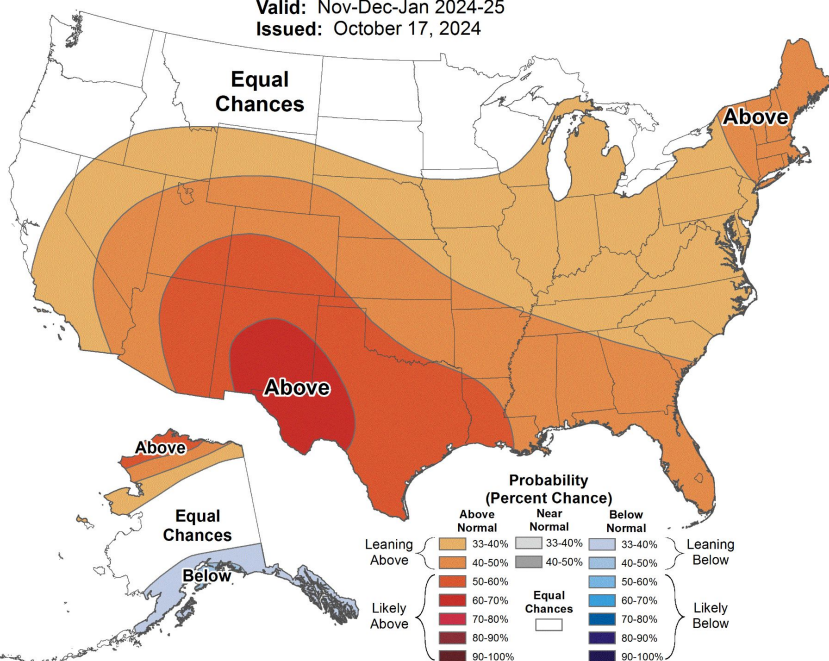 Valid: Nov-Dec-Jan 2024-25
Issued: October 17, 2024
Equal
Chances
Above
Above
Above
Equal
Chances
Below
Probability
(Percent Chance)
Above
Normal
Near
Normal
Below
Normal
Leaning
Above
33-40%
33-40%
33-40%
Leaning
Below
40-50%
40-50%
40-50%
Likely
Above
50-60%
50-60%
Likely
Below
60-70%
Equal
Chances
60-70%
70-80%
70-80%
80-90%
80-90%
90-100%
90-100%